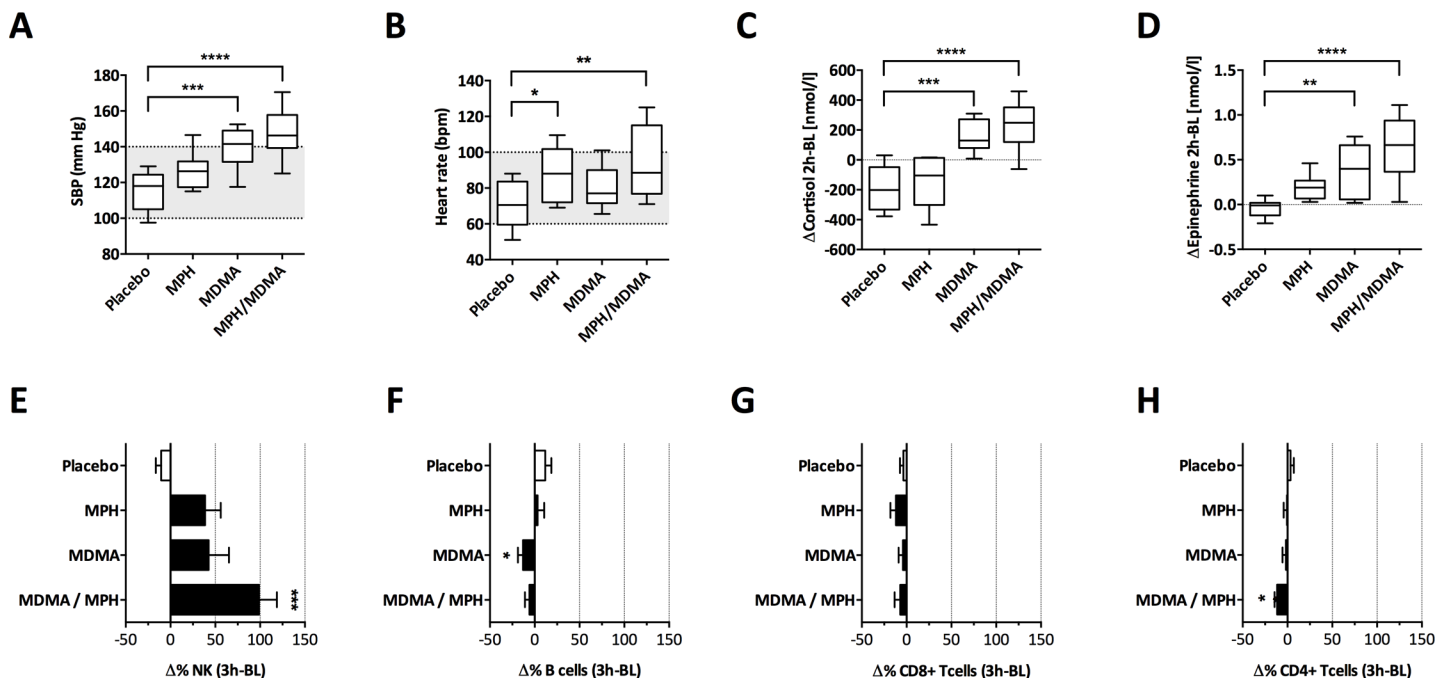 A
B
C
D
****
***
SBP (mm Hg)
180
160
140
120
100
80
Placebo
MPH
MDMA
MPH/MDMA
**
*
Heart rate (bpm)
140
120
100
80
60
40
Placebo
MPH
MDMA
MPH/MDMA
****
***
ΔCortisol 2h-BL [nmol/l]
600
400
200
0
-200
-400
-600
Placebo
MPH
MDMA
MPH/MDMA
****
**
ΔEpinephrine 2h-BL [nmol/l]
1.5
1.0
0.5
0.0
-0.5
Placebo
MPH
MDMA
MPH/MDMA
E
F
G
H
Placebo
MPH
MDMA
MDMA / MPH
***
-50 0 50 100 150
Δ% NK (3h-BL)
Placebo
MPH
MDMA
*
MDMA / MPH
-50 0 50 100 150
Δ% B cells (3h-BL)
Placebo
MPH
MDMA
MDMA / MPH
-50 0 50 100 150
Δ% CD8+ Tcells (3h-BL)
Placebo
MPH
MDMA
MDMA / MPH
*
-50 0 50 100 150
Δ% CD4+ Tcells (3h-BL)